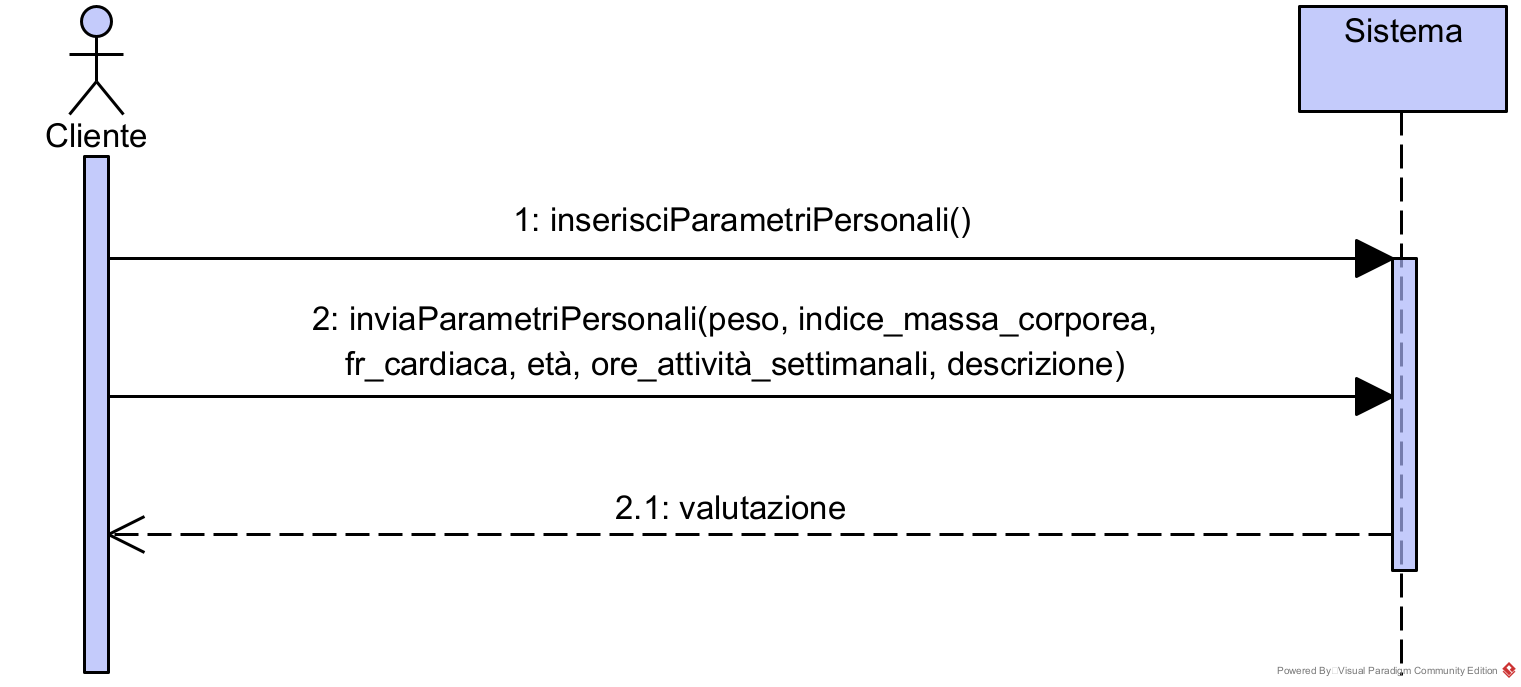 Cliente
Sistema
1: inserisciParametriPersonali()
2: inviaParametriPersonali(peso, indice_massa_corporea,
fr_cardiaca, età, ore_attività_settimanali, descrizione)
2.1: valutazione
Powered By Visual Paradigm Community Edition